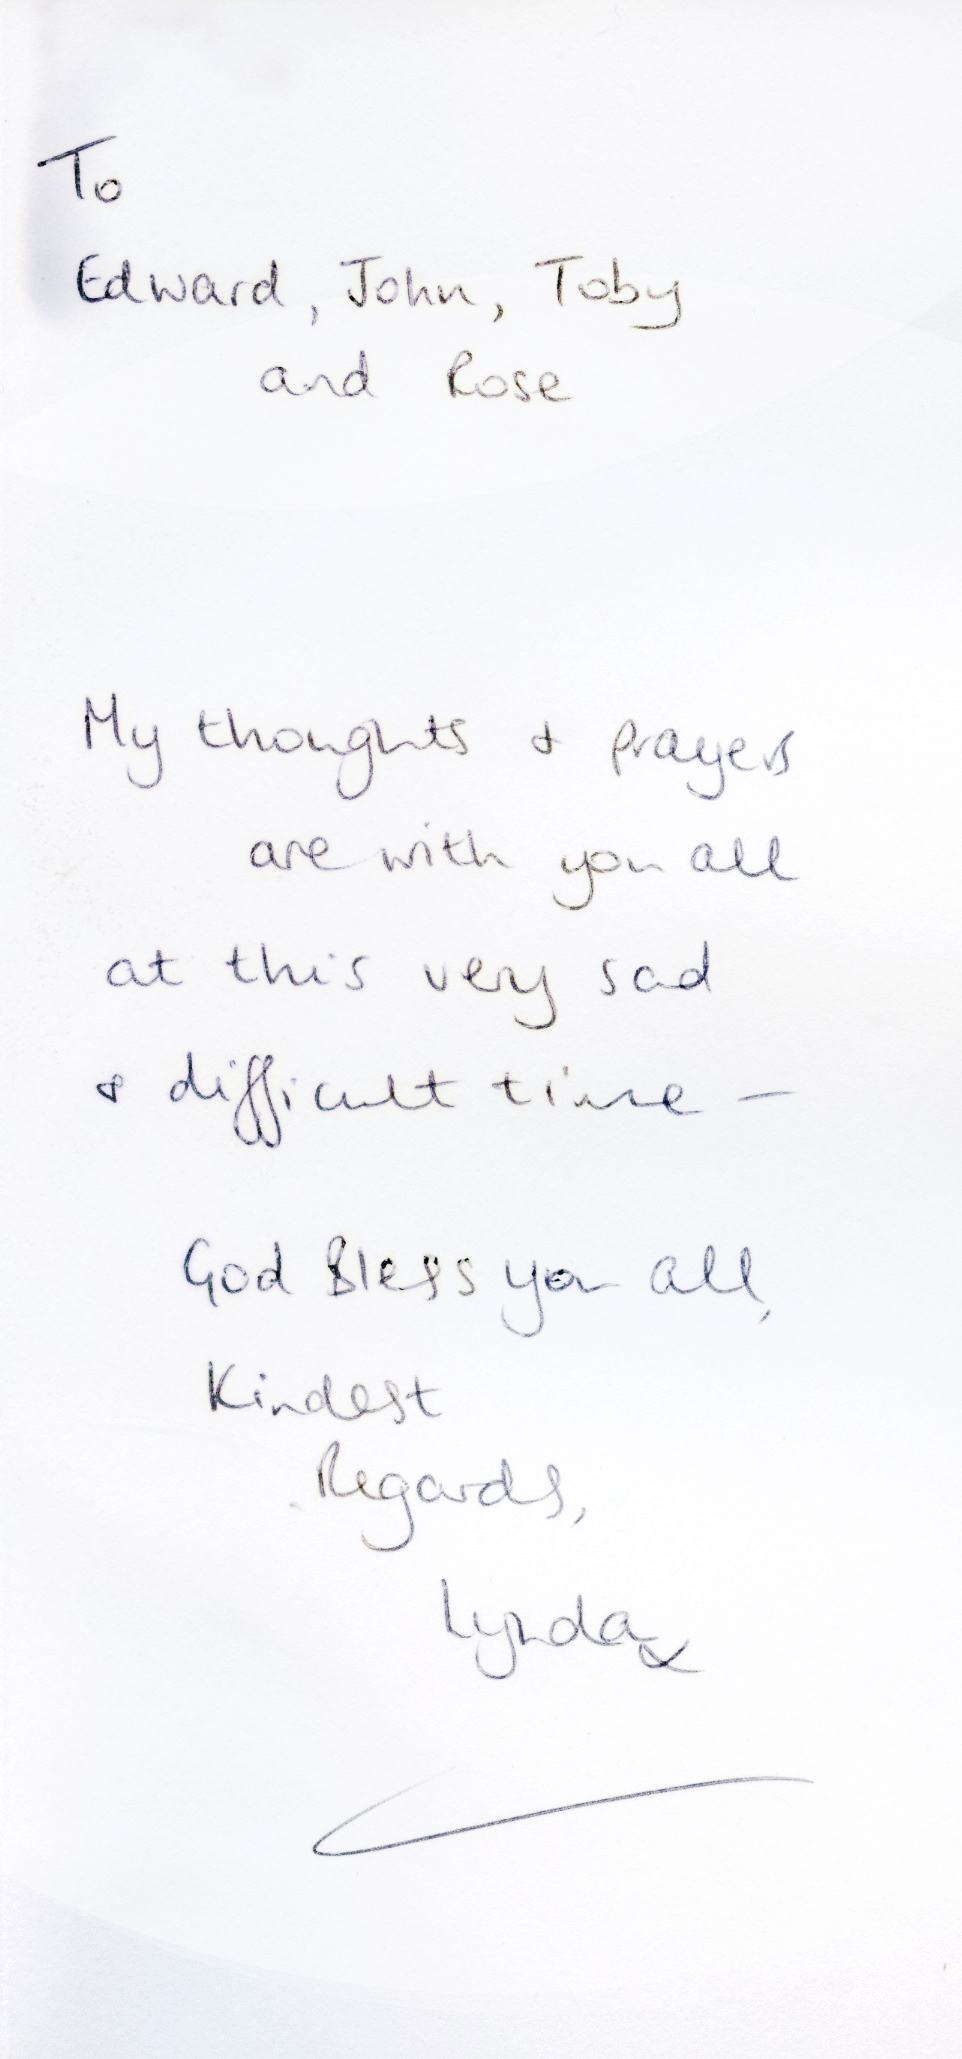 To
Edward, John, Toby
and Rose
My thoughts & prayers
are with you all
at this very sad
& difficult time —
God Bless you all,
Kindest
Regards,
Lynda x